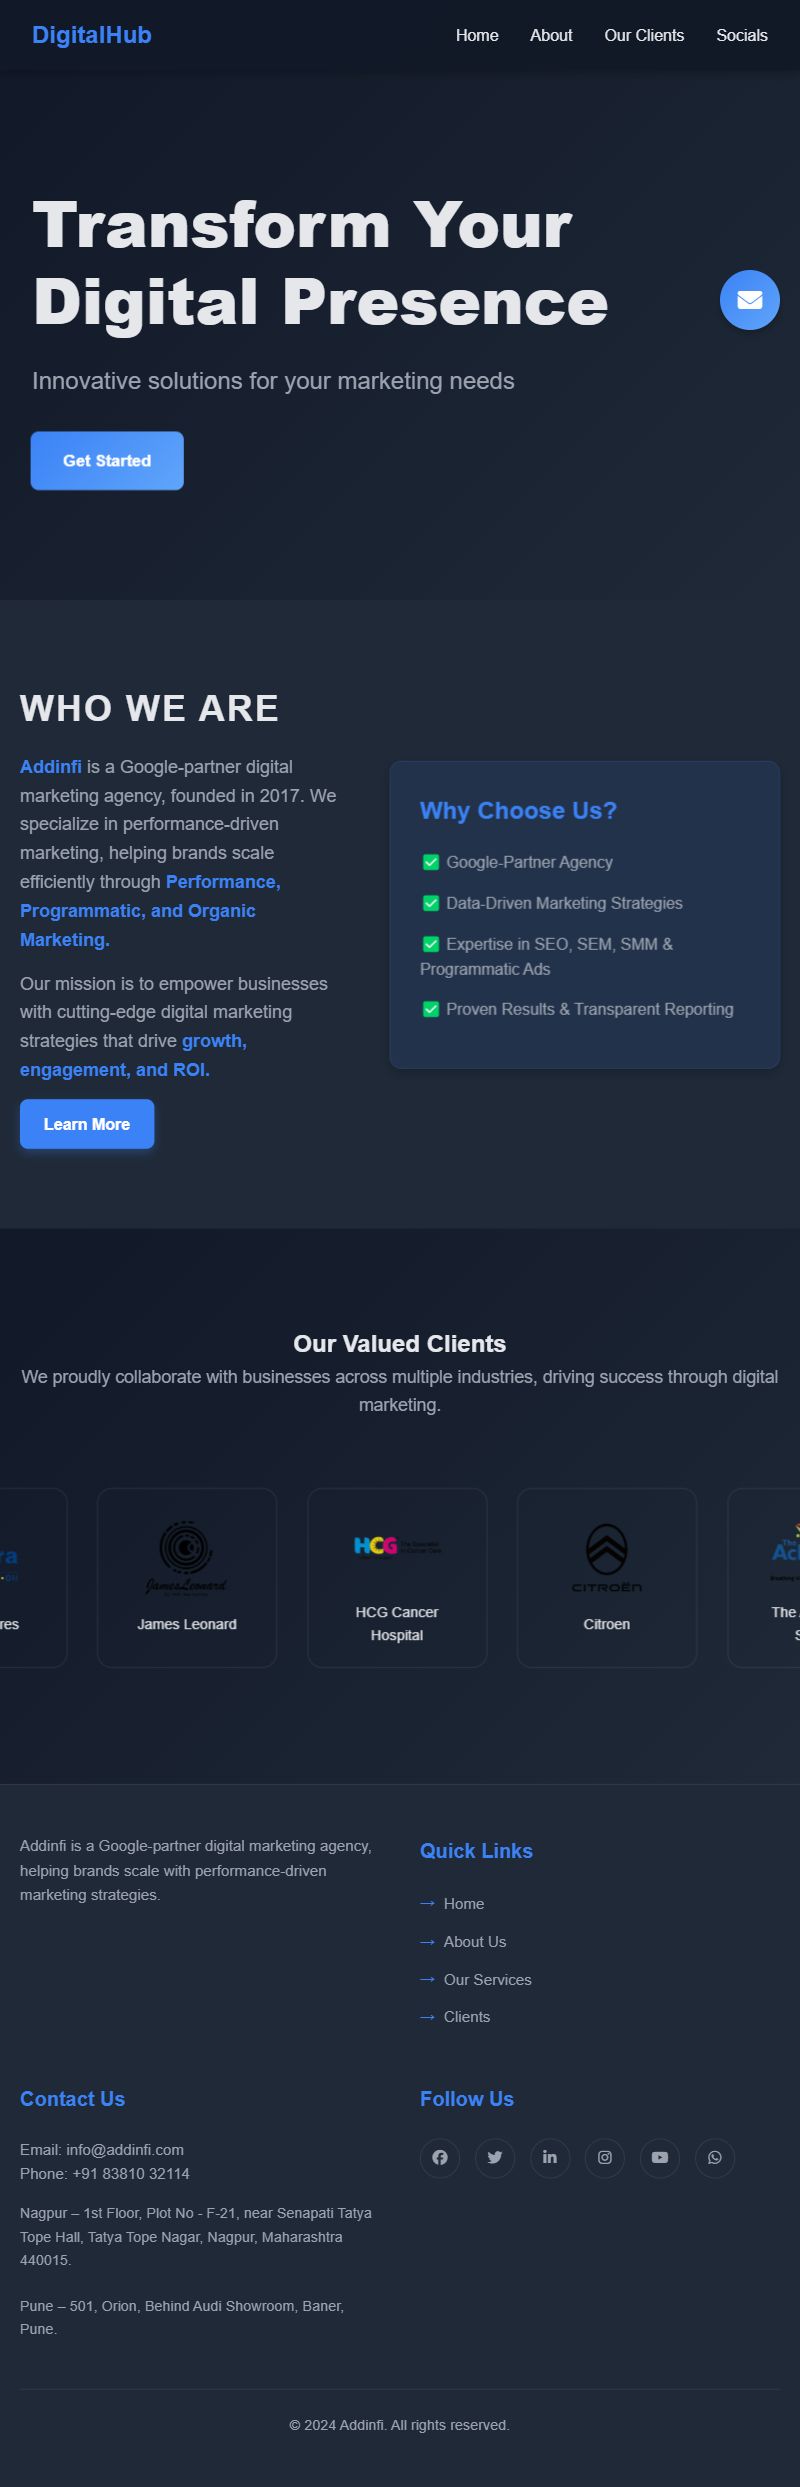 DigitalHub
Home
About
Our Clients
Socials
Transform Your
Digital Presence
Innovative solutions for your marketing needs
Get Started
WHO WE ARE
Addinfi is a Google-partner digital
marketing agency, founded in 2017. We
specialize in performance-driven
marketing, helping brands scale
efficiently through Performance,
Programmatic, and Organic
Marketing.
Our mission is to empower businesses
with cutting-edge digital marketing
strategies that drive growth,
engagement, and ROI.
Learn More
Why Choose Us?
✅ Google-Partner Agency
✅ Data-Driven Marketing Strategies
✅ Expertise in SEO, SEM, SMM &
Programmatic Ads
✅ Proven Results & Transparent Reporting
Our Valued Clients
We proudly collaborate with businesses across multiple industries, driving success through digital
marketing.
ra
res
JamesLeonard
James Leonard
HCG
HCG Cancer
Hospital
CITROËN
Citroen
The
The
Addinfi is a Google-partner digital marketing agency,
helping brands scale with performance-driven
marketing strategies.
Quick Links
→ Home
→ About Us
→ Our Services
→ Clients
Contact Us
Email: info@addinfi.com
Phone: +91 83810 32114
Nagpur – 1st Floor, Plot No - F-21, near Senapati Tatya
Tope Hall, Tatya Tope Nagar, Nagpur, Maharashtra
440015.
Pune – 501, Orion, Behind Audi Showroom, Baner,
Pune.
Follow Us
© 2024 Addinfi. All rights reserved.